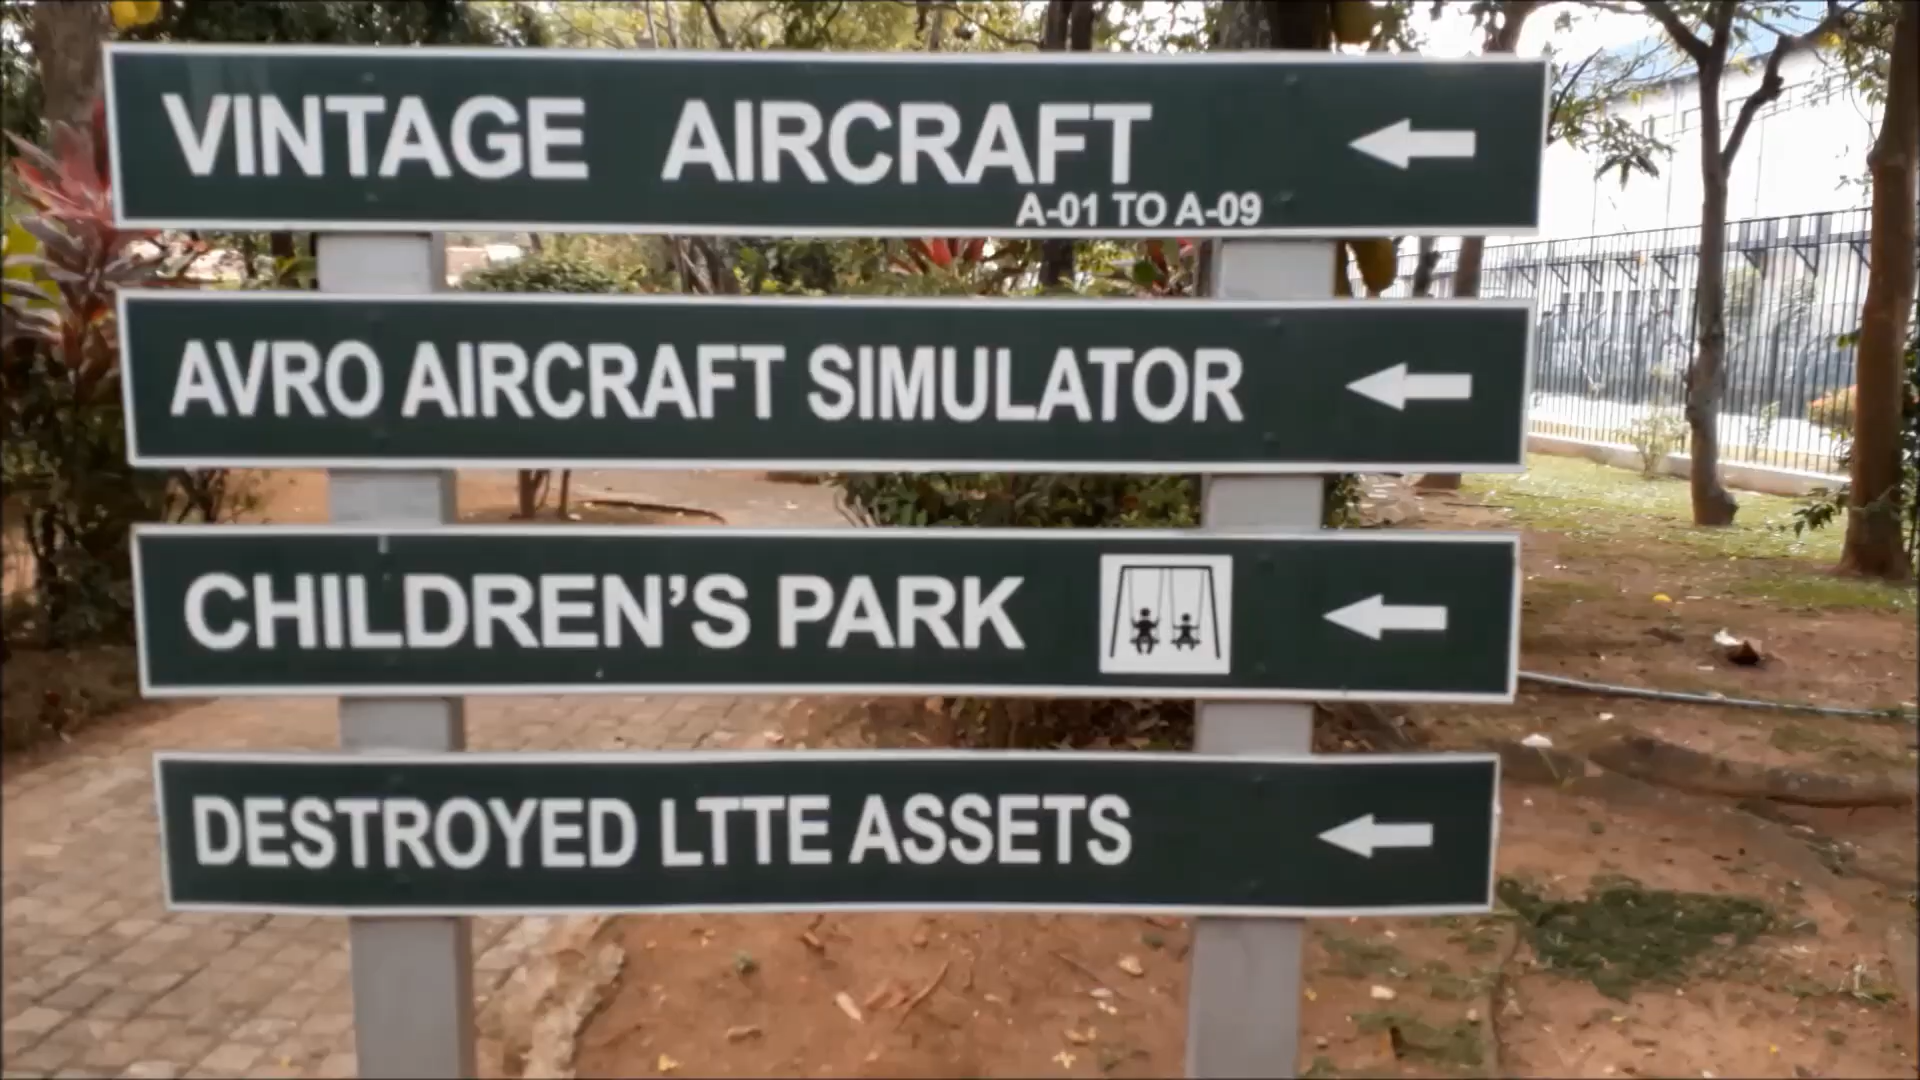 VINTAGE AIRCRAFT
A-01 TO A-09
AVRO AIRCRAFT SIMULATOR
CHILDREN’S PARK
DESTROYED LTTE ASSETS